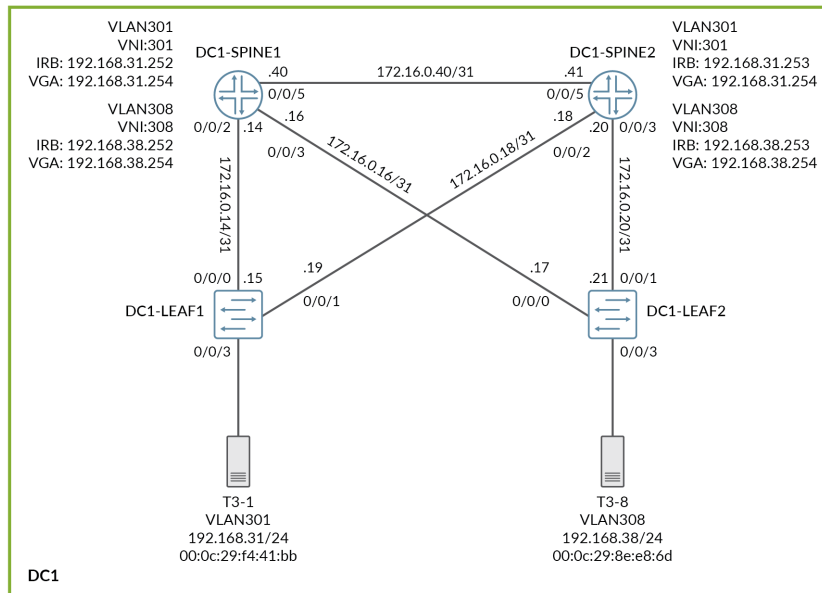 VLAN301
VNI:301
IRB: 192.168.31.252
VGA: 192.168.31.254
VLAN308
VNI:308
IRB: 192.168.38.252
VGA: 192.168.38.254
DC1-SPINE1
.40
172.16.0.40/31
.41
0/0/5
0/0/5
DC1-SPINE2
VLAN301
VNI:301
IRB: 192.168.31.253
VGA: 192.168.31.254
VLAN308
VNI:308
IRB: 192.168.38.253
VGA: 192.168.38.254
0/0/2
.14
.16
0/0/3
172.16.0.16/31
172.16.0.18/31
.18
0/0/2
.20
0/0/3
172.16.0.14/31
172.16.0.20/31
0/0/0
.15
.19
0/0/1
.17
0/0/0
.21
0/0/1
DC1-LEAF1
DC1-LEAF2
0/0/3
0/0/3
T3-1
VLAN301
192.168.31/24
00:0c:29:f4:41:bb
T3-8
VLAN308
192.168.38/24
00:0c:29:8e:e8:6d
DC1